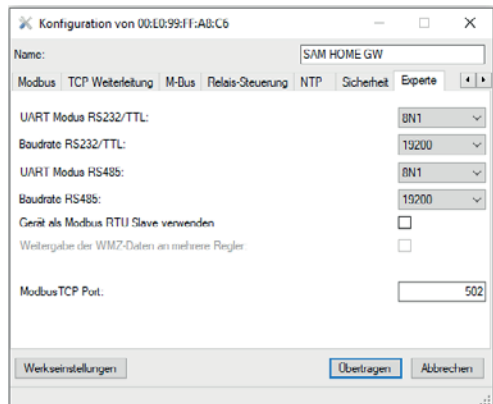 Konfiguration von 00:E0:99:FF:A8:C6
Name: SAM HOME GW
Modbus TCP Weiterleitung M-Bus Relais-Steuerung NTP Sicherheit Experte
UART Modus RS232/TTL: 8N1
Baudrate RS232/TTL: 19200
UART Modus RS485: 8N1
Baudrate RS485: 19200
Gerät als Modbus RTU Slave verwenden
Weitergabe der WMZ-Daten an mehrere Regler:
ModbusTCP Port: 502
Werkseinstellungen Übertragen Abbrechen